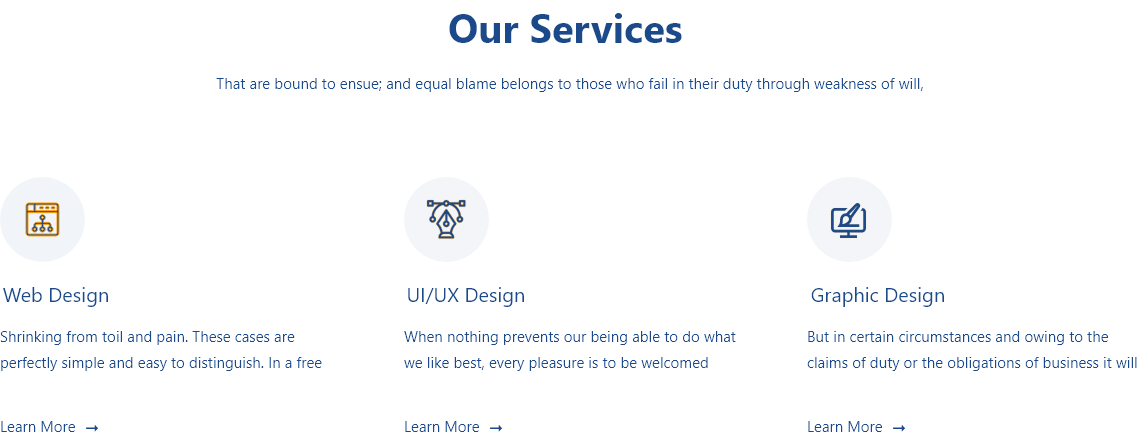 Our Services
That are bound to ensue; and equal blame belongs to those who fail in their duty through weakness of will,
Web Design
Shrinking from toil and pain. These cases are
perfectly simple and easy to distinguish. In a free
Learn More →
UI/UX Design
When nothing prevents our being able to do what
we like best, every pleasure is to be welcomed
Learn More →
Graphic Design
But in certain circumstances and owing to the
claims of duty or the obligations of business it will
Learn More →